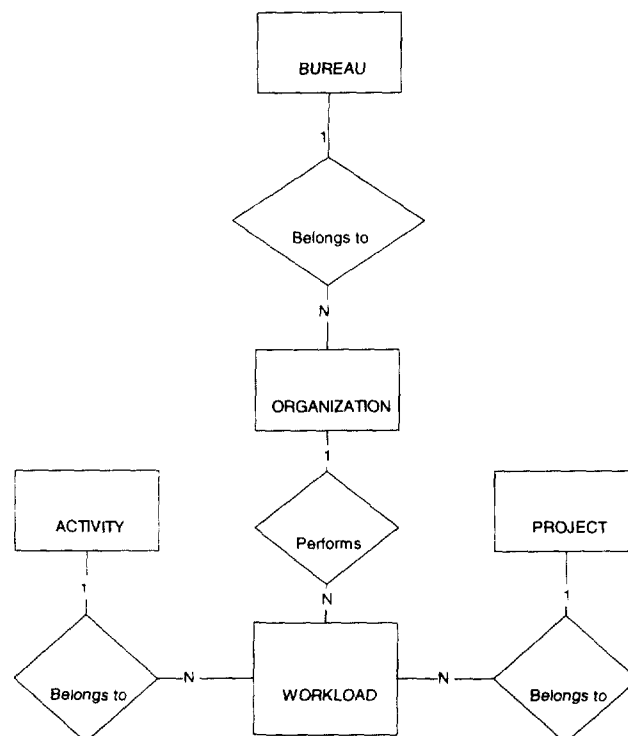 BUREAU
1
Belongs to
N
ORGANIZATION
1
ACTIVITY
Performs
PROJECT
1
N
1
Belongs to
N
WORKLOAD
N
Belongs to